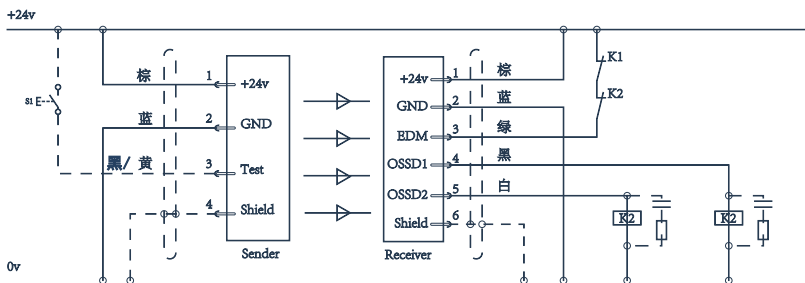 +24v
棕 1 +24v
蓝 2 GND
黑/黄 3 Test
4 Shield
Sender
S1
+24v 1 棕
GND 2 蓝
EDM 3 绿
OSSD1 4 黑
OSSD2 5 白
Shield 6
Receiver
K1
K2
K2
K2
0v